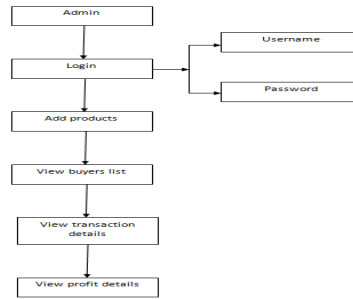 Admin
Username
Login
Password
Add products
View buyers list
View transaction
details
View profit details